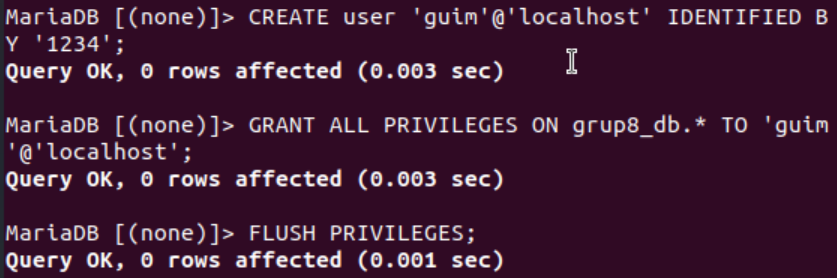 MariaDB [(none)]> CREATE user 'guim'@'localhost' IDENTIFIED B
Y '1234';
Query OK, 0 rows affected (0.003 sec)
MariaDB [(none)]> GRANT ALL PRIVILEGES ON grup8_db.* TO 'guim
'@'localhost';
Query OK, 0 rows affected (0.003 sec)
MariaDB [(none)]> FLUSH PRIVILEGES;
Query OK, 0 rows affected (0.001 sec)